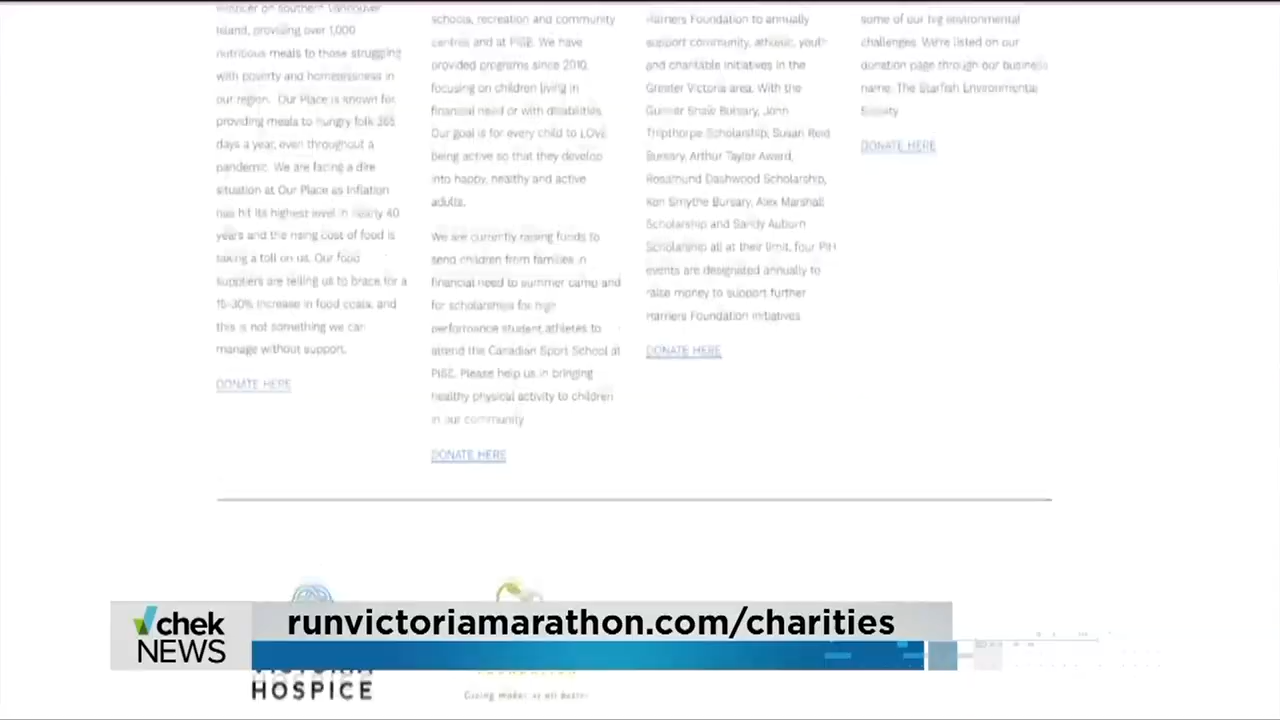 island, providing over 1,000
nutritious meals to those struggling
with poverty and homelessness in
our region. Our Place is known for
providing meals to hungry folk 365
days a year, even throughout a
pandemic. We are facing a dire
situation at Our Place as inflation
has hit its highest level in nearly 40
years and the rising cost of food is
taking a toll on us. Our food
suppliers are telling us to brace for a
15-30% increase in food costs, and
this is not something we can
manage without support.
DONATE HERE
schools, recreation and community
centres and at PISE. We have
provided programs since 2010,
focusing on children living in
financial need or with disabilities.
Our goal is for every child to LOVE
being active so that they develop
into happy, healthy and active
adults.
We are currently raising funds to
send children from families in
financial need to summer camp and
for scholarships for high
performance student athletes to
attend the Canadian Sport School at
PISE. Please help us in bringing
healthy physical activity to children
in our community
DONATE HERE
Harriers Foundation to annually
support community, athletic, youth
and charitable initiatives in the
Greater Victoria area. With the
Gunner Shaw Bursary, John
Thipthorpe Scholarship, Susan Reid
Bursary, Arthur Taylor Award,
Rosamund Dashwood Scholarship,
Ken Smythe Bursary, Alex Marshall
Scholarship and Sandy Auburn
Scholarship all at their limit, four PIH
events are designated annually to
raise money to support further
Harriers Foundation initiatives.
DONATE HERE
some of our big environmental
challenges. We're listed on our
donation page through our business
name: The Starfish Environmental
Society
DONATE HERE
chek
NEWS
runvictoriamarathon.com/charities
HOSPICE